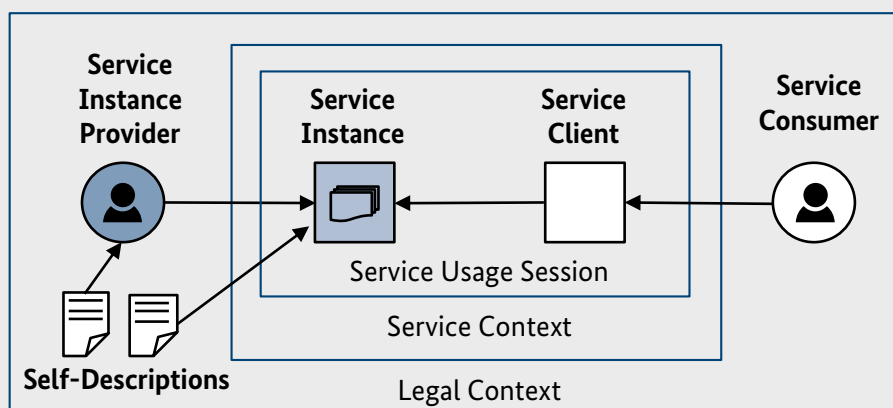 Service
Instance
Provider
Service
Instance
Service
Client
Service
Consumer
Service Usage Session
Service Context
Self-Descriptions
Legal Context